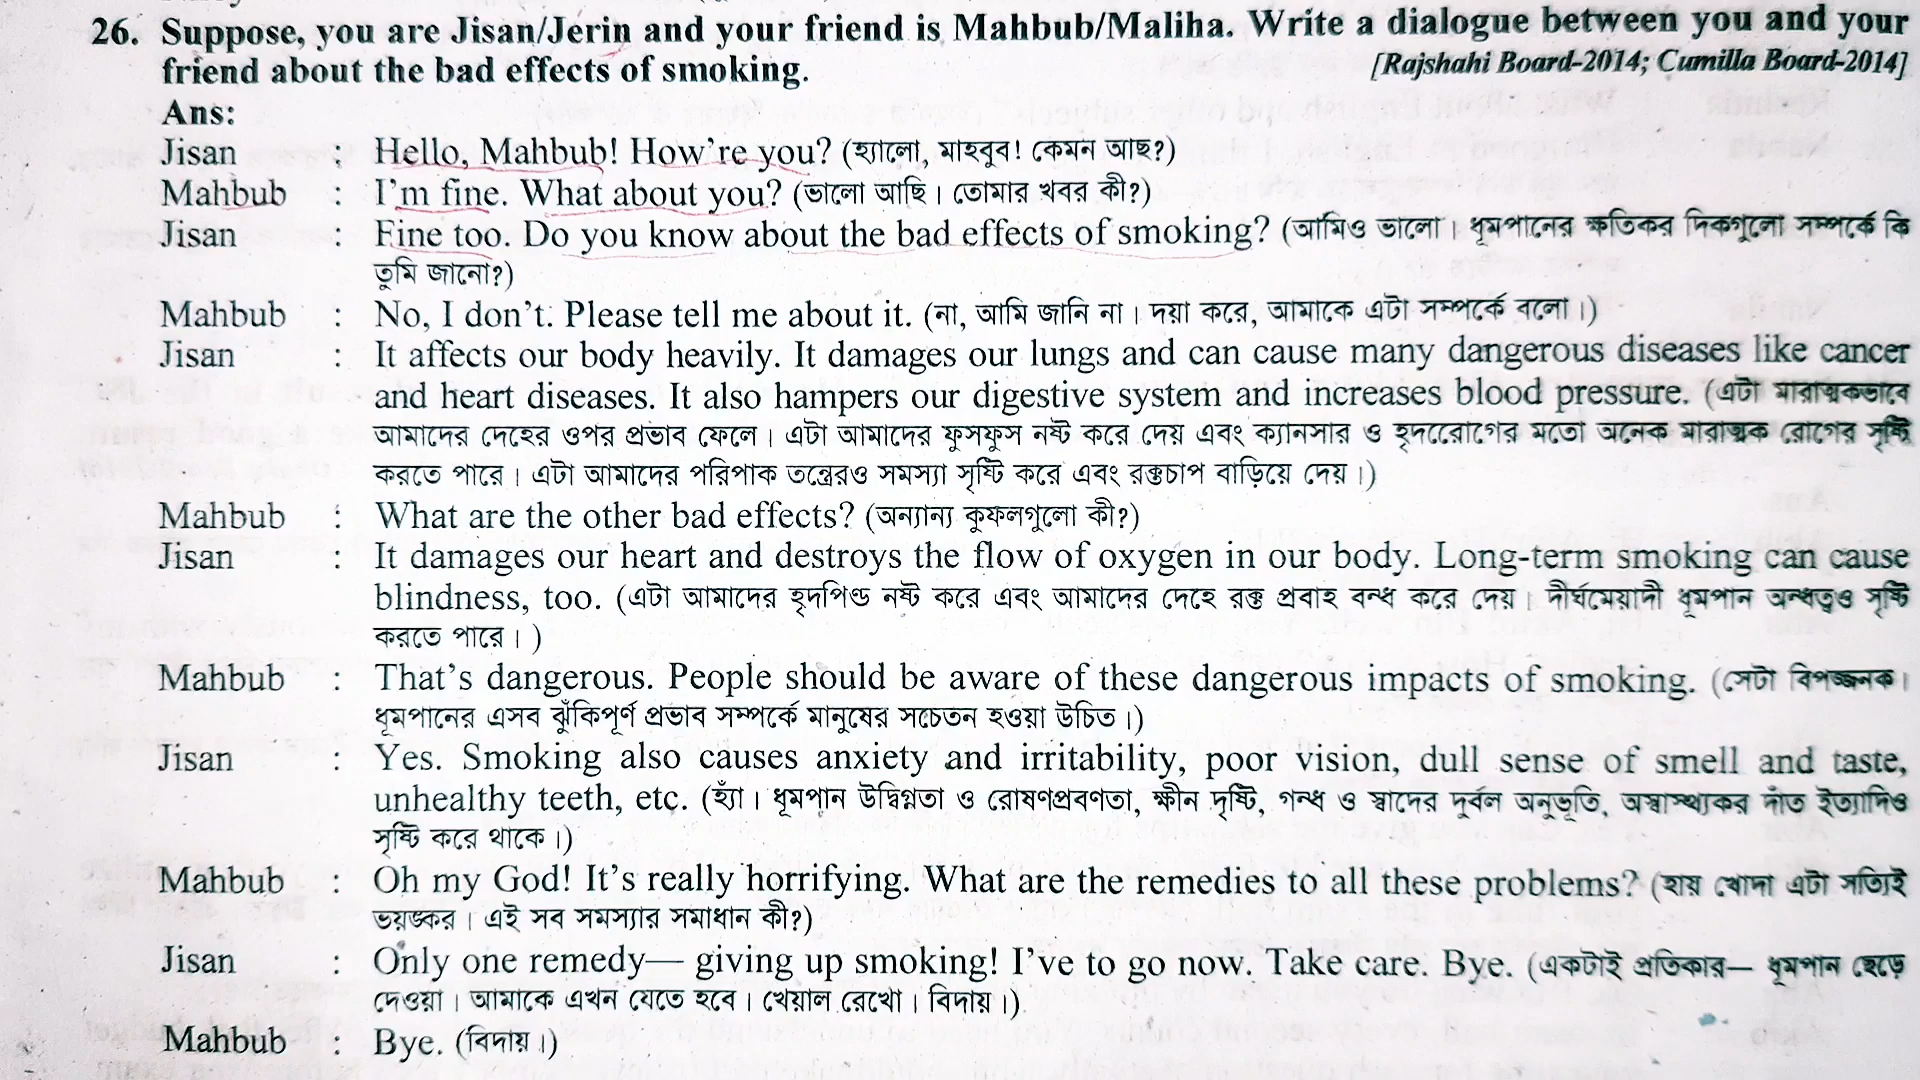 26. Suppose, you are Jisan/Jerin and your friend is Mahbub/Maliha. Write a dialogue between you and your
friend about the bad effects of smoking. [Rajshahi Board-2014; Cumilla Board-2014]
Ans:
Jisan : Hello, Mahbub! How're you? (হ্যালো, মাহবুব! কেমন আছ?)
Mahbub : I'm fine. What about you? (ভালো আছি। তোমার খবর কী?)
Jisan : Fine too. Do you know about the bad effects of smoking? (আমিও ভালো। ধূমপানের ক্ষতিকর দিকগুলো সম্পর্কে কি
তুমি জানো?)
Mahbub : No, I don't. Please tell me about it. (না, আমি জানি না। দয়া করে, আমাকে এটা সম্পর্কে বলো।)
Jisan : It affects our body heavily. It damages our lungs and can cause many dangerous diseases like cancer
and heart diseases. It also hampers our digestive system and increases blood pressure. (এটা মারাত্মকভাবে
আমাদের দেহের ওপর প্রভাব ফেলে। এটা আমাদের ফুসফুস নষ্ট করে দেয় এবং ক্যানসার ও হৃদরোগের মতো অনেক মারাত্মক রোগের সৃষ্টি
করতে পারে। এটা আমাদের পরিপাক তন্ত্রেরও সমস্যা সৃষ্টি করে এবং রক্তচাপ বাড়িয়ে দেয়।)
Mahbub : What are the other bad effects? (অন্যান্য কুফলগুলো কী?)
Jisan : It damages our heart and destroys the flow of oxygen in our body. Long-term smoking can cause
blindness, too. (এটা আমাদের হৃদপিণ্ড নষ্ট করে এবং আমাদের দেহে রক্ত প্রবাহ বন্ধ করে দেয়। দীর্ঘমেয়াদী ধূমপান অন্ধত্বও সৃষ্টি
করতে পারে। )
Mahbub : That's dangerous. People should be aware of these dangerous impacts of smoking. (সেটা বিপজ্জনক।
ধূমপানের এসব ঝুঁকিপূর্ণ প্রভাব সম্পর্কে মানুষের সচেতন হওয়া উচিত।)
Jisan : Yes. Smoking also causes anxiety and irritability, poor vision, dull sense of smell and taste,
unhealthy teeth, etc. (হ্যাঁ। ধূমপান উদ্বিগ্নতা ও রোষণপ্রবণতা, ক্ষীন দৃষ্টি, গন্ধ ও স্বাদের দুর্বল অনুভূতি, অস্বাস্থ্যকর দাঁত ইত্যাদিও
সৃষ্টি করে থাকে।)
Mahbub : Oh my God! It's really horrifying. What are the remedies to all these problems? (হায় খোদা এটা সত্যিই
ভয়ঙ্কর। এই সব সমস্যার সমাধান কী?)
Jisan : Only one remedy— giving up smoking! I've to go now. Take care. Bye. (একটাই প্রতিকার— ধূমপান ছেড়ে
দেওয়া। আমাকে এখন যেতে হবে। খেয়াল রেখো। বিদায়।)
Mahbub : Bye. (বিদায়।)